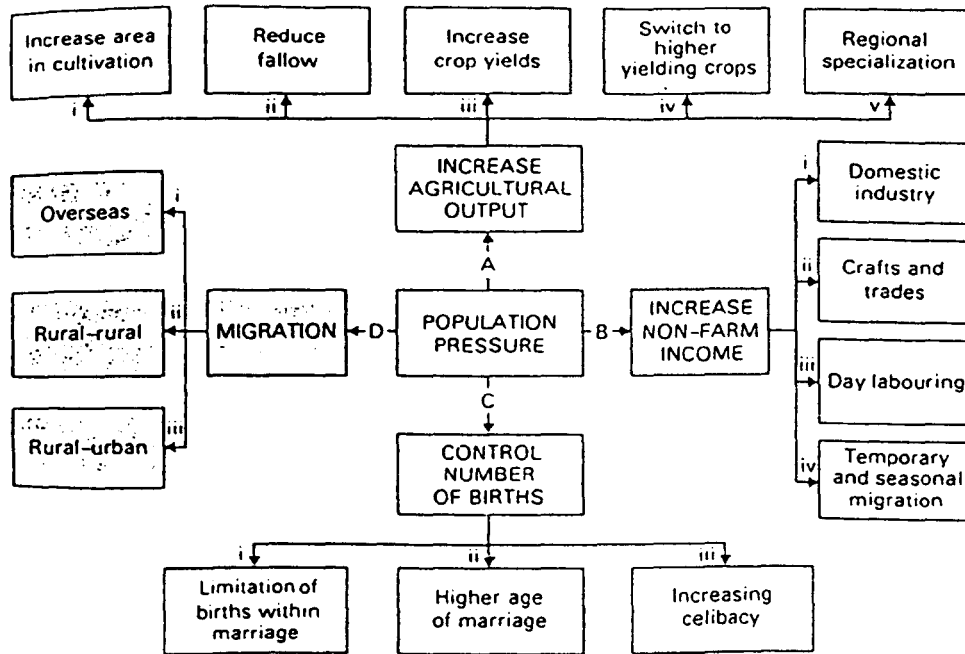 Increase area
in cultivation
Reduce
fallow
Increase
crop yields
Switch to
higher
yielding crops
Regional
specialization
i
ii
iii
iv
v
INCREASE
AGRICULTURAL
OUTPUT
A
Overseas
i
Rural-rural
ii
Rural-urban
iii
MIGRATION
D
POPULATION
PRESSURE
B
INCREASE
NON-FARM
INCOME
i
Domestic
industry
ii
Crafts and
trades
iii
Day labouring
iv
Temporary
and seasonal
migration
C
CONTROL
NUMBER
OF BIRTHS
i
ii
iii
Limitation of
births within
marriage
Higher age
of marriage
Increasing
celibacy